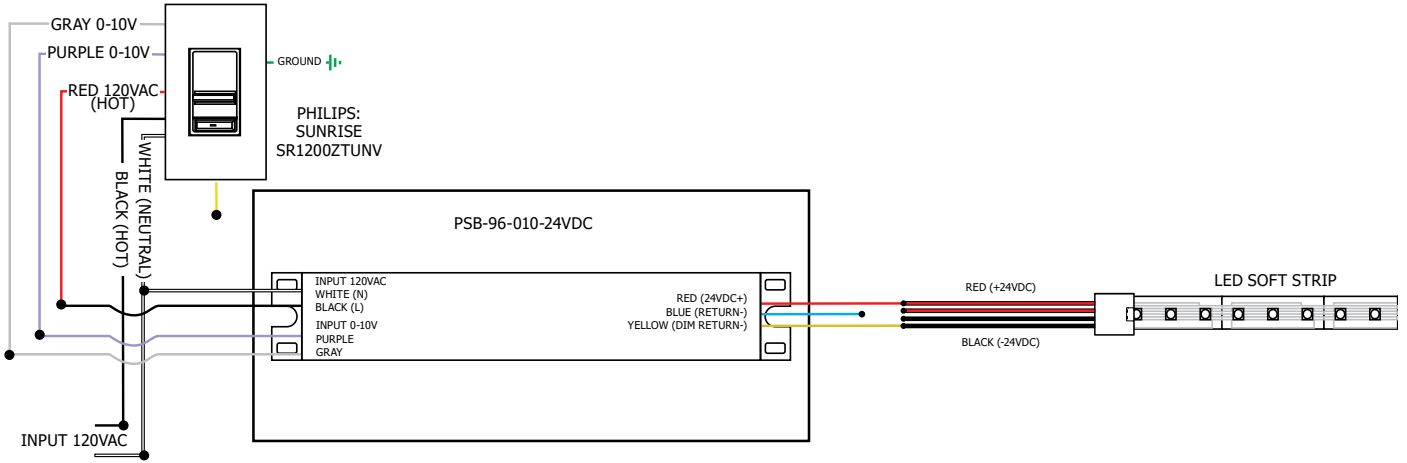 GRAY 0-10V
PURPLE 0-10V
RED 120VAC
(HOT)
GROUND
PHILIPS:
SUNRISE
SR1200ZTUNV
WHITE (NEUTRAL)
BLACK (HOT)
INPUT 120VAC
PSB-96-010-24VDC
INPUT 120VAC
WHITE (N)
BLACK (L)
INPUT 0-10V
PURPLE
GRAY
RED (24VDC+)
BLUE (RETURN-)
YELLOW (DIM RETURN-)
RED (+24VDC)
BLACK (-24VDC)
LED SOFT STRIP